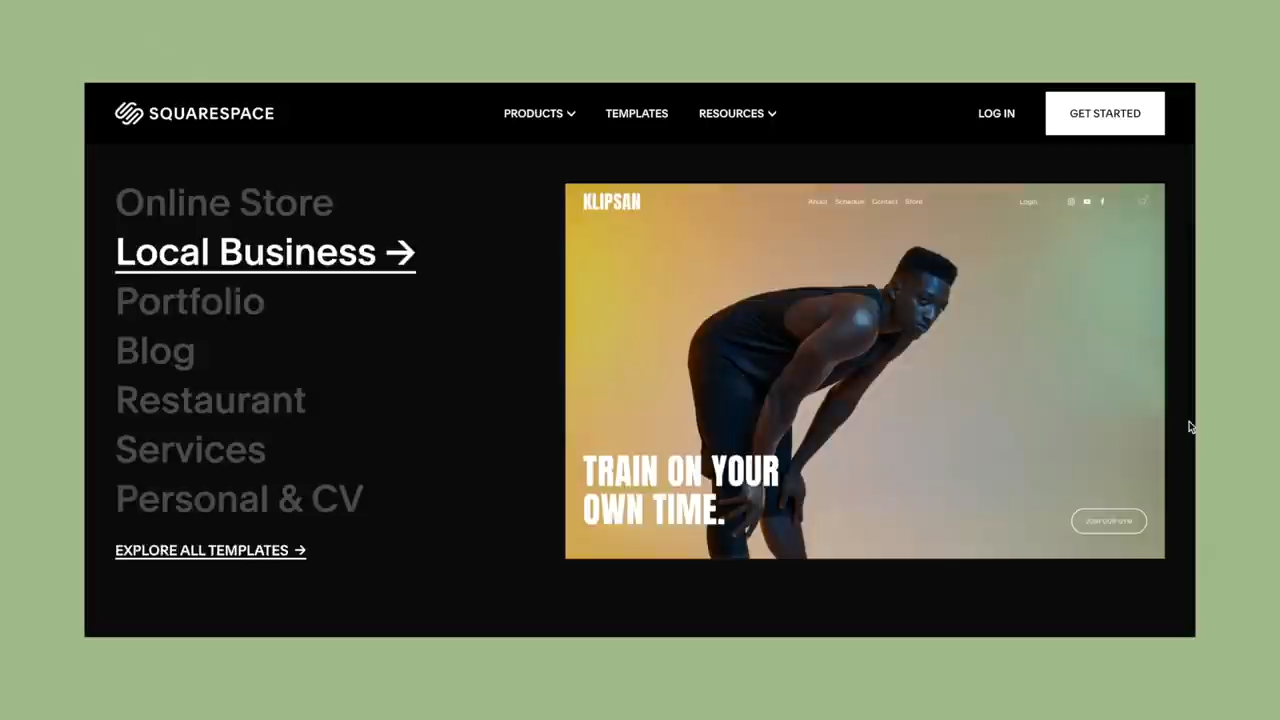 SQUARESPACE
PRODUCTS
TEMPLATES
RESOURCES
LOG IN
GET STARTED
Online Store
Local Business →
Portfolio
Blog
Restaurant
Services
Personal & CV
EXPLORE ALL TEMPLATES →
KLIPSAN
About Schedule Contact Store
Login
TRAIN ON YOUR
OWN TIME.